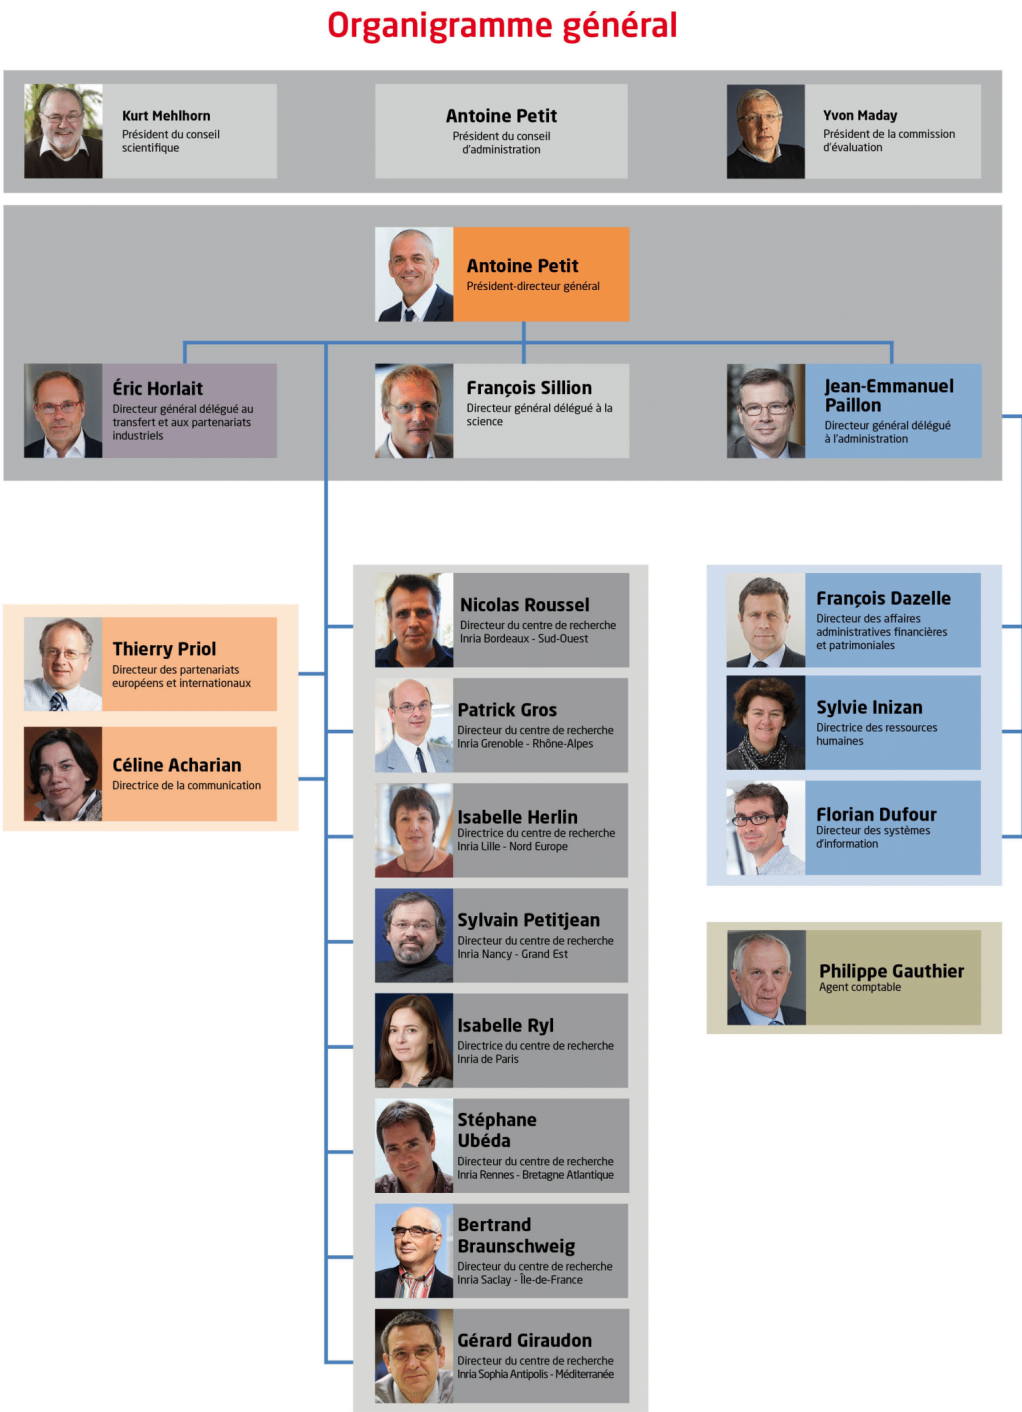 Organigramme général
Kurt Mehlhorn
Président du conseil
scientifique
Antoine Petit
Président du conseil
d'administration
Yvon Maday
Président de la commission
d'évaluation
Antoine Petit
Président-directeur général
Éric Horlait
Directeur général délégué au
transfert et aux partenariats
industriels
François Sillion
Directeur général délégué à la
science
Jean-Emmanuel
Paillon
Directeur général délégué
à l'administration
Thierry Priol
Directeur des partenariats
européens et internationaux
Céline Acharian
Directrice de la communication
Nicolas Roussel
Directeur du centre de recherche
Inria Bordeaux - Sud-Ouest
Patrick Gros
Directeur du centre de recherche
Inria Grenoble - Rhône-Alpes
Isabelle Herlin
Directrice du centre de recherche
Inria Lille - Nord Europe
Sylvain Petitjean
Directeur du centre de recherche
Inria Nancy - Grand Est
Isabelle Ryl
Directrice du centre de recherche
Inria de Paris
Stéphane
Ubéda
Directeur du centre de recherche
Inria Rennes - Bretagne Atlantique
Bertrand
Braunschweig
Directeur du centre de recherche
Inria Saclay - Île-de-France
Gérard Giraudon
Directeur du centre de recherche
Inria Sophia Antipolis - Méditerranée
François Dazelle
Directeur des affaires
administratives financières
et patrimoniales
Sylvie Inizan
Directrice des ressources
humaines
Florian Dufour
Directeur des systèmes
d'information
Philippe Gauthier
Agent comptable